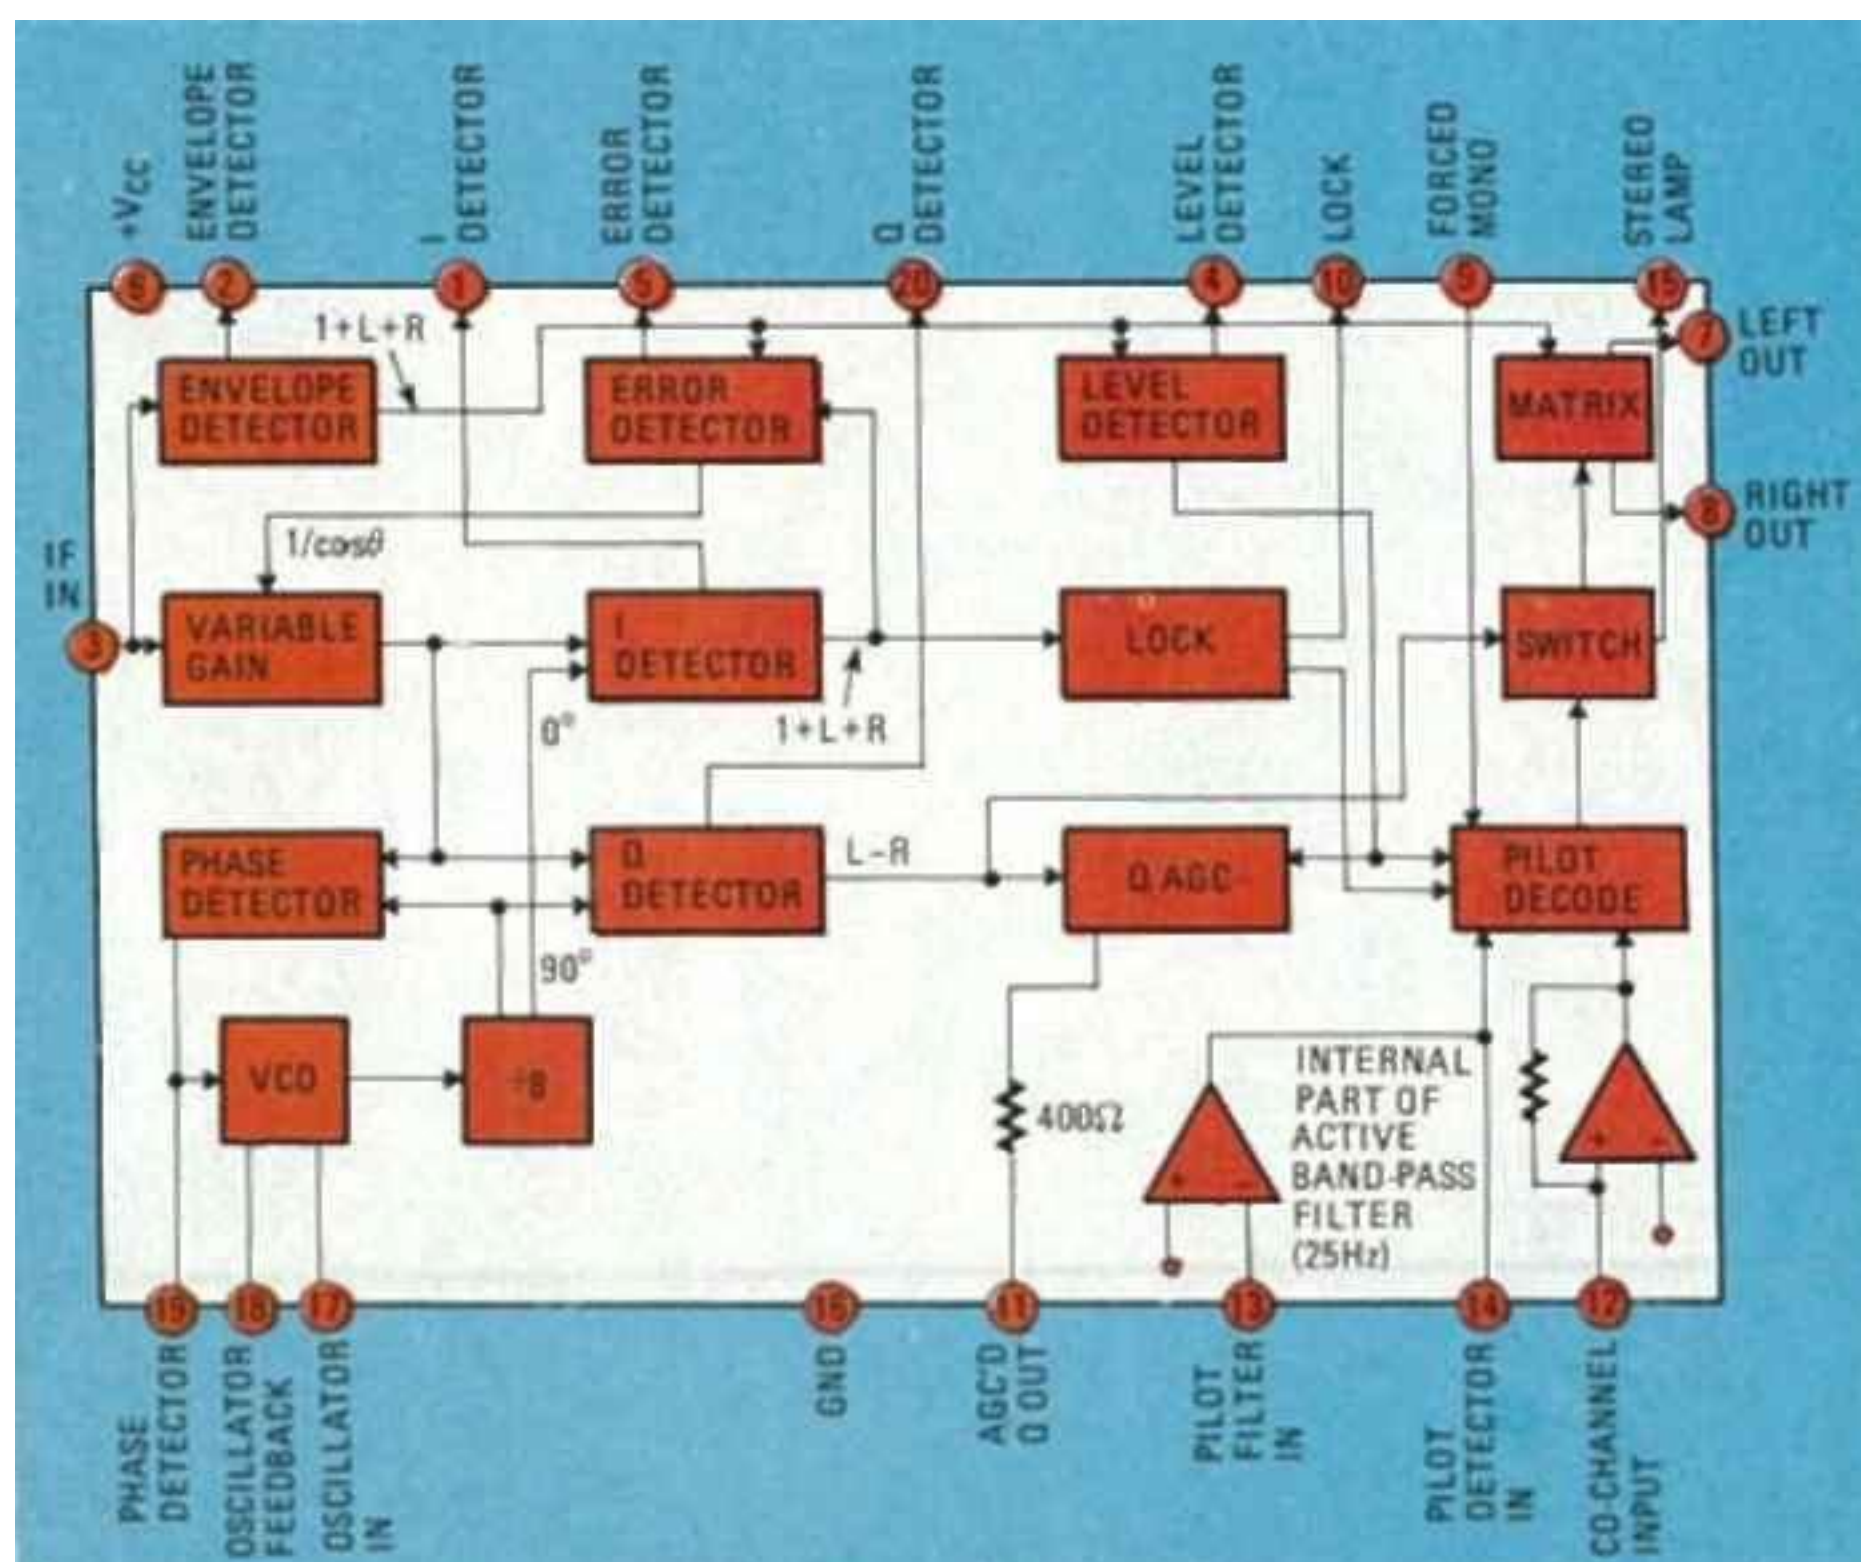 +VCC
ENVELOPE
DETECTOR
I
DETECTOR
ERROR
DETECTOR
Q
DETECTOR
LEVEL
DETECTOR
LOCK
FORCED
MONO
STEREO
LAMP
6
2
1
5
20
4
10
9
15
1+L+R
7
LEFT
OUT
ENVELOPE
DETECTOR
ERROR
DETECTOR
LEVEL
DETECTOR
MATRIX
8
RIGHT
OUT
1/cosθ
IF
IN
3
VARIABLE
GAIN
I
DETECTOR
LOCK
SWITCH
0°
1+L+R
PHASE
DETECTOR
Q
DETECTOR
L-R
Q AGC
PILOT
DECODE
90°
VCO
÷8
400Ω
+
-
INTERNAL
PART OF
ACTIVE
BAND-PASS
FILTER
(25Hz)
+
-
19
18
17
16
11
13
14
12
PHASE
DETECTOR
OSCILLATOR
FEEDBACK
OSCILLATOR
IN
GND
AGC'D
Q OUT
PILOT
FILTER
IN
PILOT
DETECTOR
IN
CO-CHANNEL
INPUT